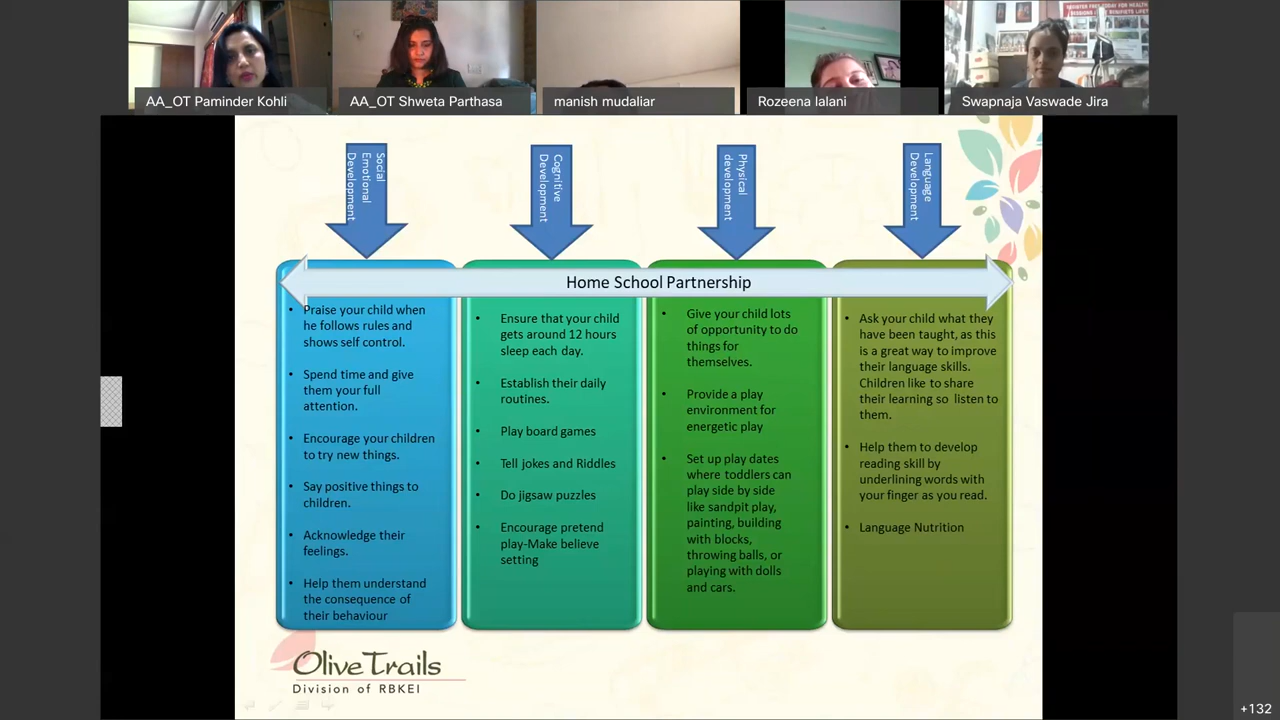 REGISTER FREE TODAY FOR HEALTH
AA_OT Paminder Kohli
AA_OT Shweta Parthasa
manish mudaliar
Rozeena lalani
Swapnaja Vaswade Jira
Social
Emotional
Development
Cognitive
Development
Physical
development
Language
Development
Home School Partnership
• Praise your child when
he follows rules and
shows self control.
• Spend time and give
them your full
attention.
• Encourage your children
to try new things.
• Say positive things to
children.
• Acknowledge their
feelings.
• Help them understand
the consequence of
their behaviour
• Ensure that your child
gets around 12 hours
sleep each day.
• Establish their daily
routines.
• Play board games
• Tell jokes and Riddles
• Do jigsaw puzzles
• Encourage pretend
play-Make believe
setting
• Give your child lots
of opportunity to do
things for
themselves.
• Provide a play
environment for
energetic play
• Set up play dates
where toddlers can
play side by side
like sandpit play,
painting, building
with blocks,
throwing balls, or
playing with dolls
and cars.
• Ask your child what they
have been taught, as this
is a great way to improve
their language skills.
Children like to share
their learning so listen to
them.
• Help them to develop
reading skill by
underlining words with
your finger as you read.
• Language Nutrition
Olive Trails
Division of RBKEI
+132